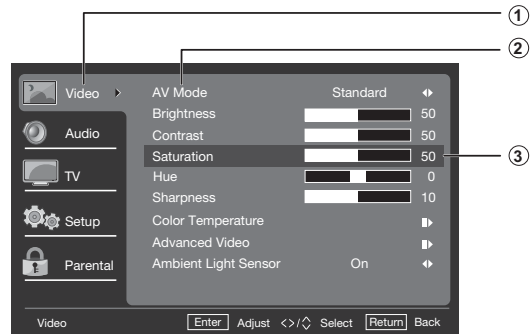 1
2
Video AV Mode Standard
Brightness 50
Contrast 50
Audio
Saturation 50
3
TV
Hue 0
Sharpness 10
Setup
Color Temperature
Advanced Video
Parental
Ambient Light Sensor On
Video Enter Adjust <>/ Select Return Back